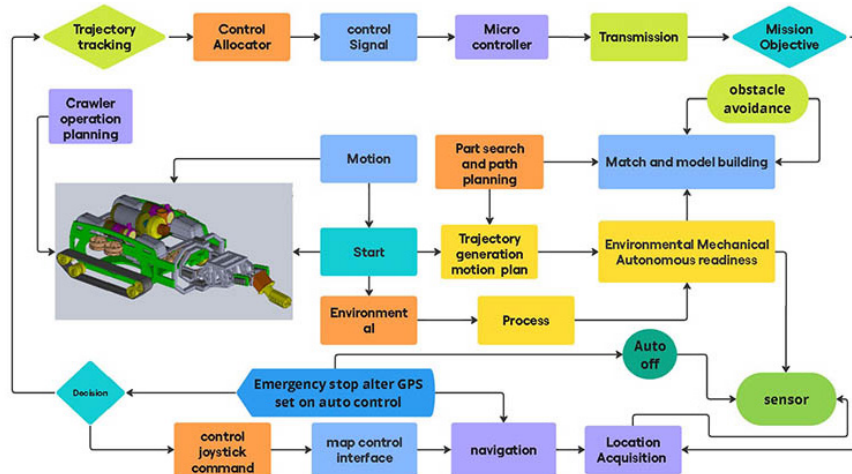 Trajectory
tracking
Control
Allocator
control
Signal
Micro
controller
Transmission
Mission
Objective
Crawler
operation
planning
obstacle
avoidance
Motion
Part search
and path
planning
Match and model building
Start
Trajectory
generation
motion plan
Environmental Mechanical
Autonomous readiness
Environment
al
Process
Auto
off
Decision
Emergency stop alter GPS
set on auto control
sensor
control
joystick
command
map control
interface
navigation
Location
Acquisition